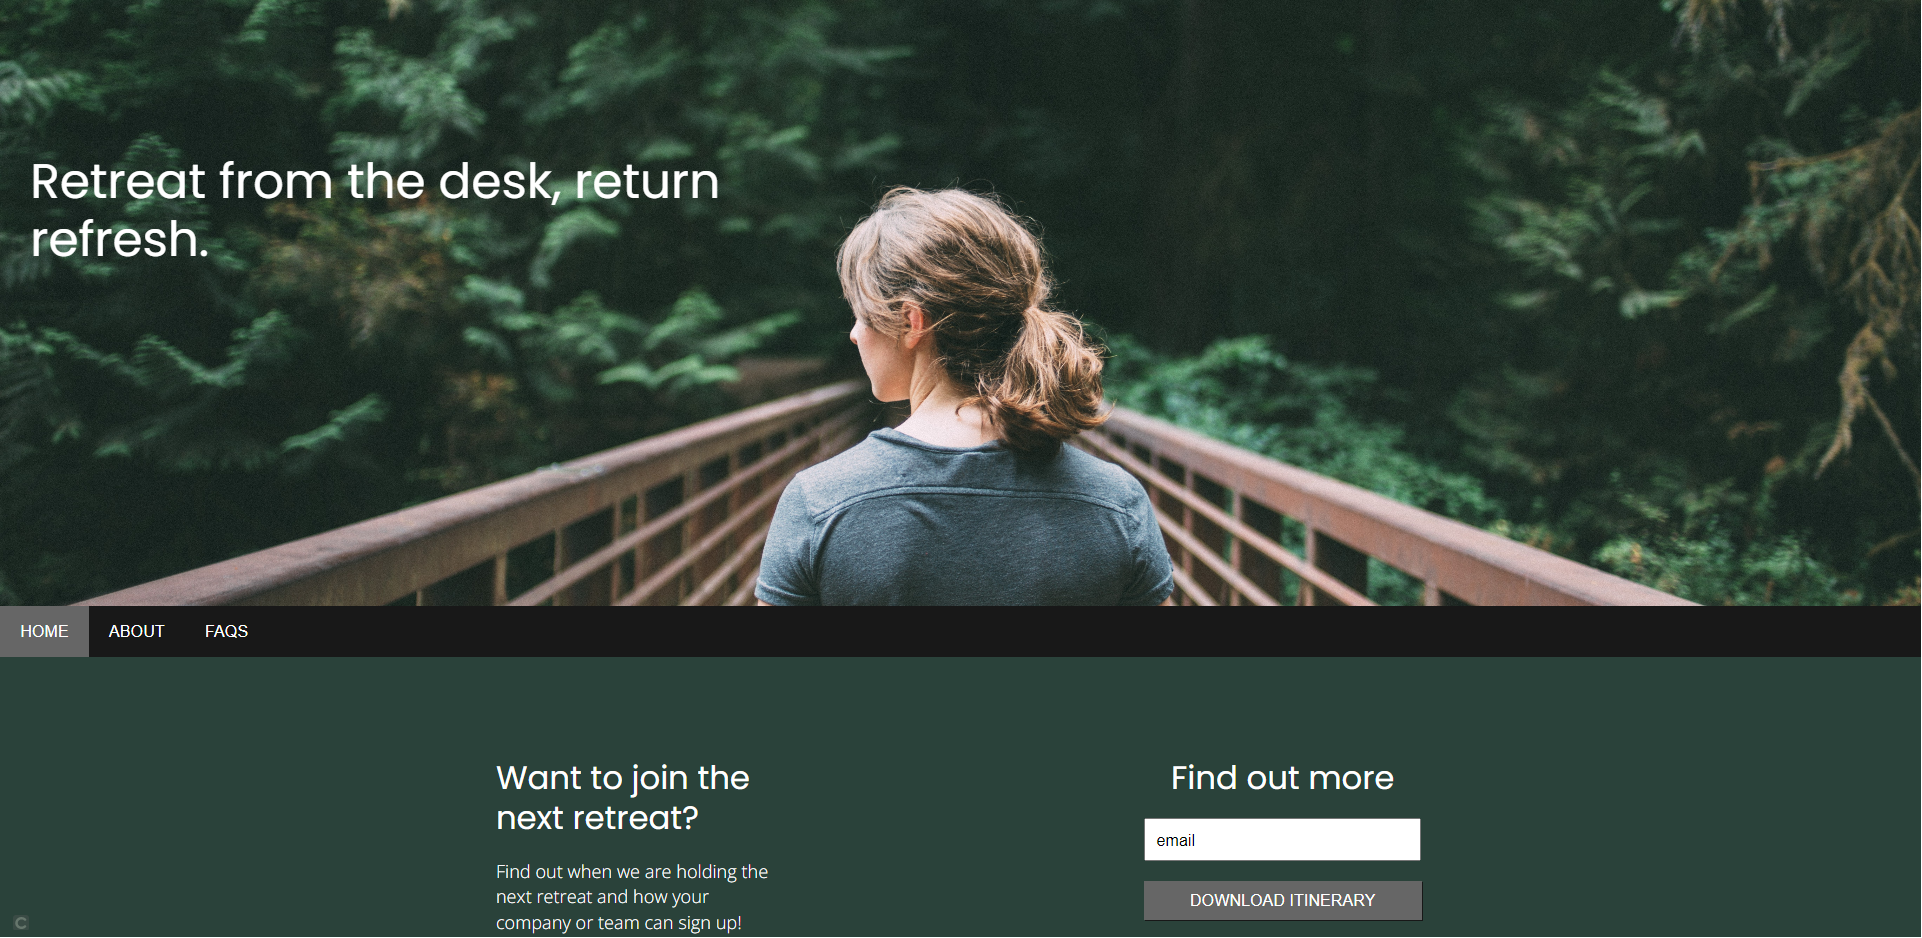 Retreat from the desk, return
refresh.
HOME ABOUT FAQS
Want to join the
next retreat?
Find out when we are holding the
next retreat and how your
company or team can sign up!
Find out more
email
DOWNLOAD ITINERARY
C